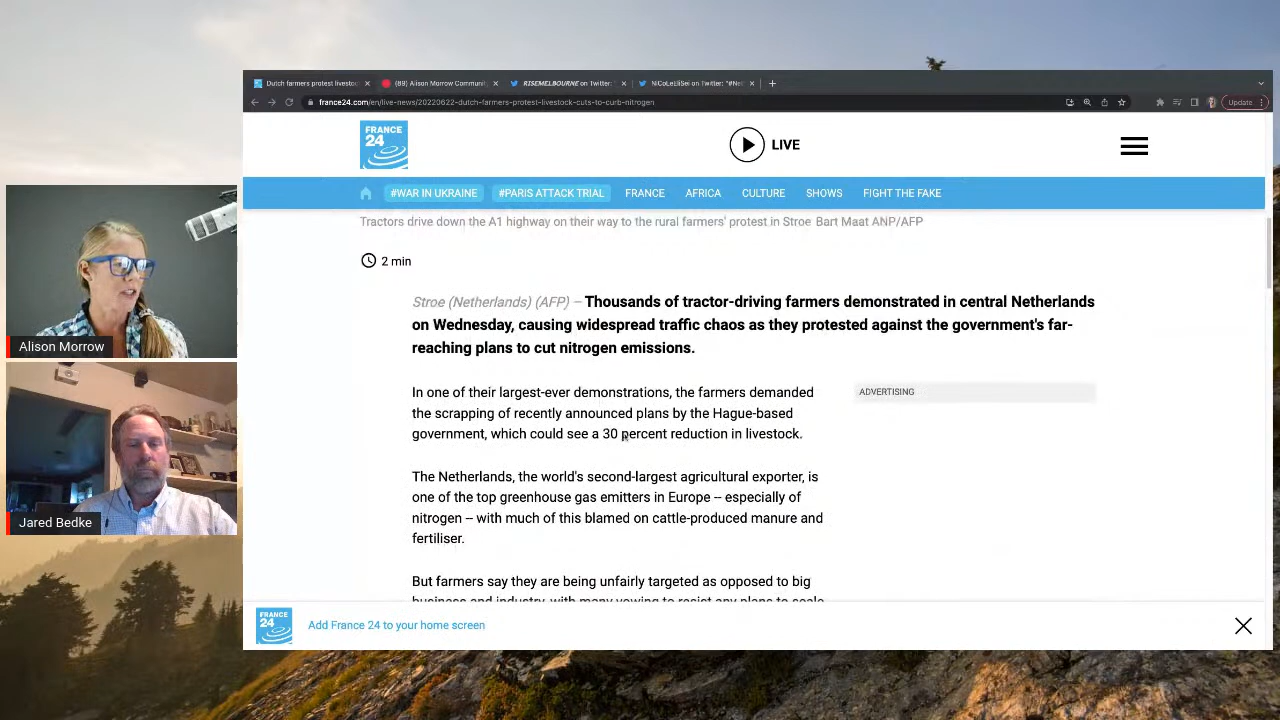 Dutch farmers protest livestoc
(89) Alison Morrow Communit
RISEMELBOURNE on Twitter: "
NiCoLeEliSei on Twitter: "#Net
france24.com/en/live-news/20220622-dutch-farmers-protest-livestock-cuts-to-curb-nitrogen
Update
FRANCE
24
LIVE
#WAR IN UKRAINE
#PARIS ATTACK TRIAL
FRANCE
AFRICA
CULTURE
SHOWS
FIGHT THE FAKE
Tractors drive down the A1 highway on their way to the rural farmers' protest in Stroe Bart Maat ANP/AFP
2 min
Stroe (Netherlands) (AFP) – Thousands of tractor-driving farmers demonstrated in central Netherlands
on Wednesday, causing widespread traffic chaos as they protested against the government's far-
reaching plans to cut nitrogen emissions.
In one of their largest-ever demonstrations, the farmers demanded
the scrapping of recently announced plans by the Hague-based
government, which could see a 30 percent reduction in livestock.
ADVERTISING
The Netherlands, the world's second-largest agricultural exporter, is
one of the top greenhouse gas emitters in Europe -- especially of
nitrogen -- with much of this blamed on cattle-produced manure and
fertiliser.
But farmers say they are being unfairly targeted as opposed to big
business and industry, with many vowing to resist any plans to scale
FRANCE
24
Add France 24 to your home screen
Alison Morrow
Jared Bedke